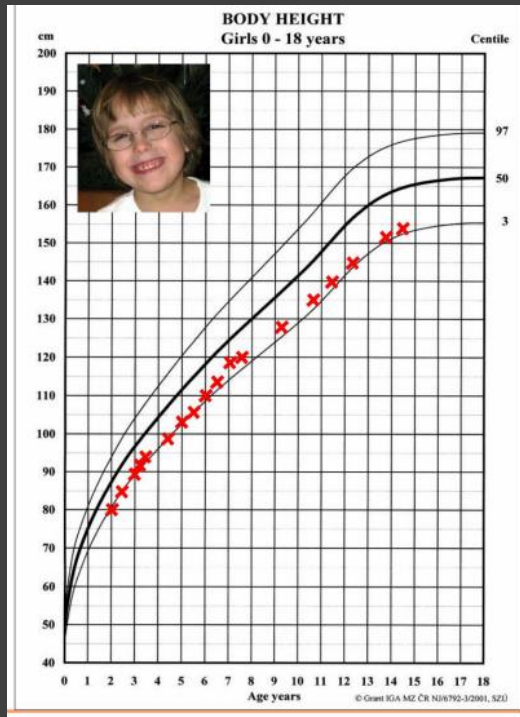 BODY HEIGHT
Girls 0 - 18 years
cm
Centile
200
190
180
170
160
150
140
130
120
110
100
90
80
70
60
50
40
97
50
3
0 1 2 3 4 5 6 7 8 9 10 11 12 13 14 15 16 17 18
Age years
© Grant IGA MZ ČR NJ/6792-3/2001, SZÚ